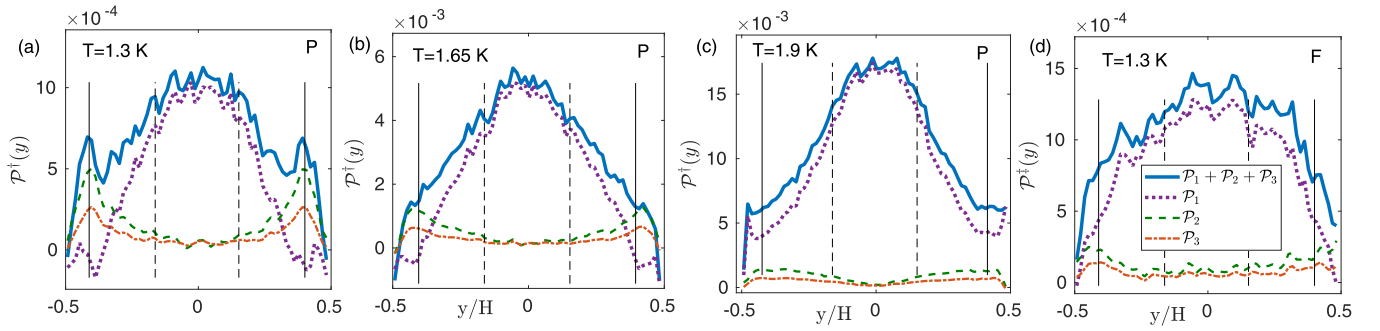 (a)
×10 -4
T=1.3 K
P
𝒫†(y)
10
5
0
-0.5
0
0.5
(b)
×10 -3
T=1.65 K
P
𝒫†(y)
6
4
2
0
-0.5
0
0.5
y/H
(c)
×10 -3
T=1.9 K
P
𝒫†(y)
15
10
5
0
-0.5
0
0.5
y/H
(d)
×10 -4
T=1.3 K
F
𝒫‡(y)
15
10
5
0
-0.5
0
0.5
y/H
𝒫1 + 𝒫2 + 𝒫3
𝒫1
𝒫2
𝒫3